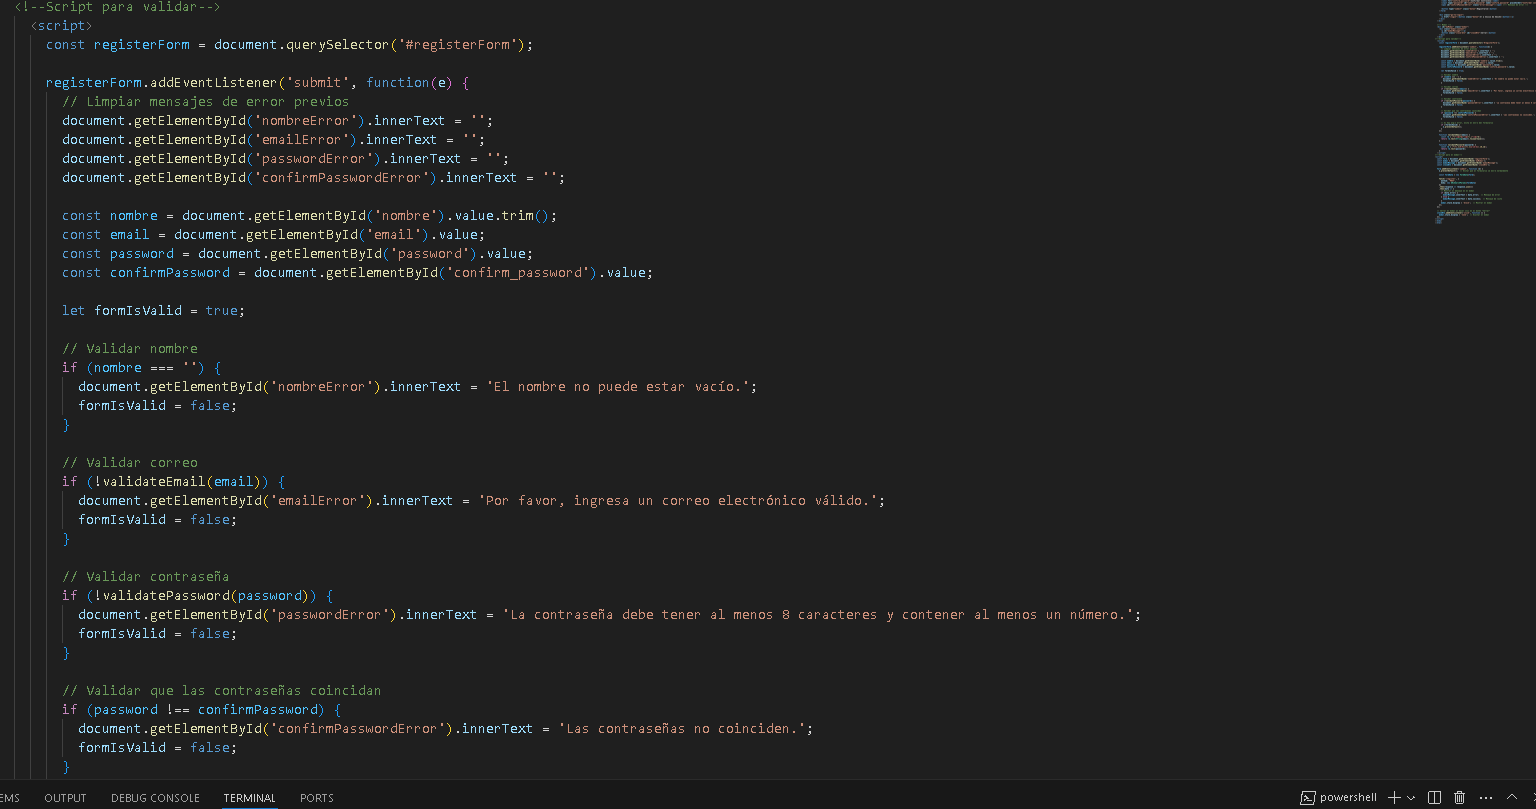 <!--Script para validar-->
<script>
const registerForm = document.querySelector('#registerForm');
registerForm.addEventListener('submit', function(e) {
// Limpiar mensajes de error previos
document.getElementById('nombreError').innerText = '';
document.getElementById('emailError').innerText = '';
document.getElementById('passwordError').innerText = '';
document.getElementById('confirmPasswordError').innerText = '';
const nombre = document.getElementById('nombre').value.trim();
const email = document.getElementById('email').value;
const password = document.getElementById('password').value;
const confirmPassword = document.getElementById('confirm_password').value;
let formIsValid = true;
// Validar nombre
if (nombre === '') {
document.getElementById('nombreError').innerText = 'El nombre no puede estar vacío.';
formIsValid = false;
}
// Validar correo
if (!validateEmail(email)) {
document.getElementById('emailError').innerText = 'Por favor, ingresa un correo electrónico válido.';
formIsValid = false;
}
// Validar contraseña
if (!validatePassword(password)) {
document.getElementById('passwordError').innerText = 'La contraseña debe tener al menos 8 caracteres y contener al menos un número.';
formIsValid = false;
}
// Validar que las contraseñas coincidan
if (password !== confirmPassword) {
document.getElementById('confirmPasswordError').innerText = 'Las contraseñas no coinciden.';
formIsValid = false;
}
EMS OUTPUT DEBUG CONSOLE TERMINAL PORTS powershell